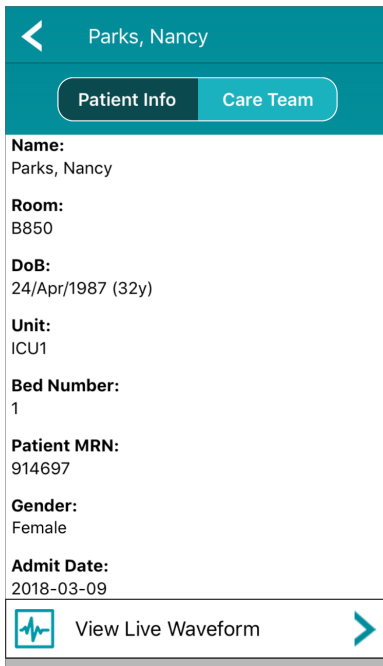 Parks, Nancy
Patient Info Care Team
Name:
Parks, Nancy
Room:
B850
DoB:
24/Apr/1987 (32y)
Unit:
ICU1
Bed Number:
1
Patient MRN:
914697
Gender:
Female
Admit Date:
2018-03-09
View Live Waveform